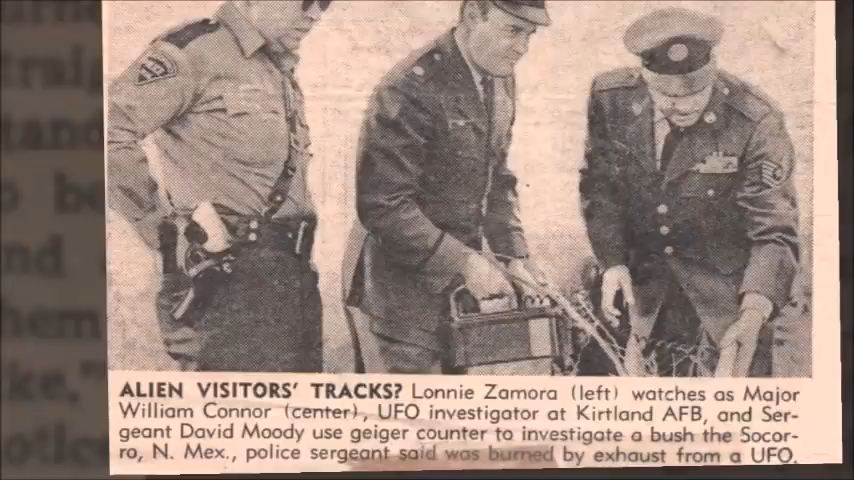 ALIEN VISITORS' TRACKS? Lonnie Zamora (left) watches as Major
William Connor (center), UFO investigator at Kirtland AFB, and Ser-
geant David Moody use geiger counter to investigate a bush the Socor-
ro, N. Mex., police sergeant said was burned by exhaust from a UFO.